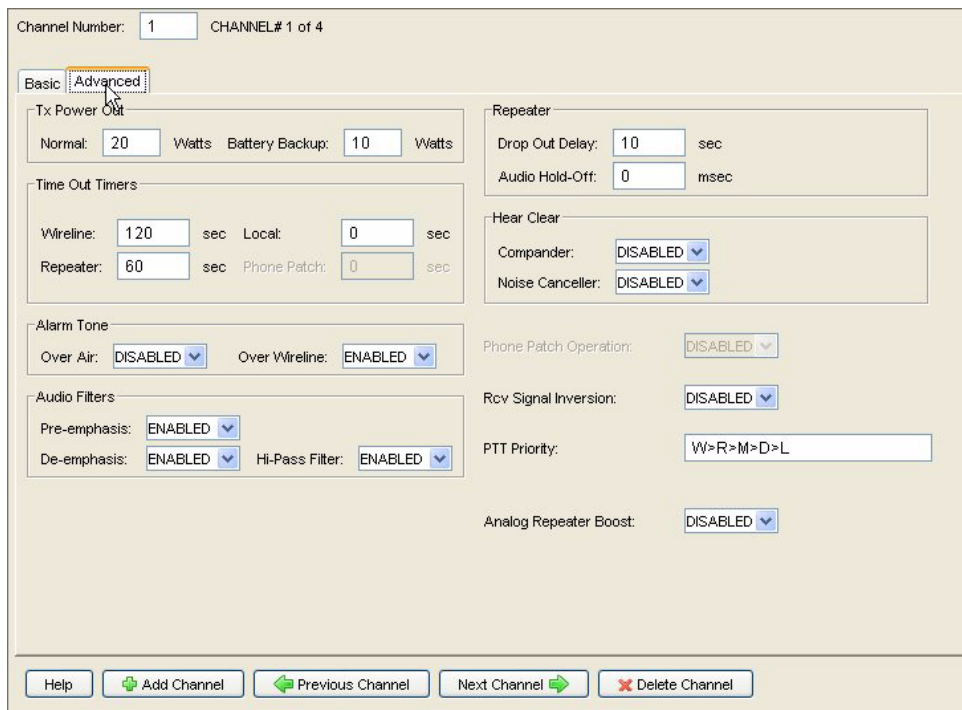 Channel Number: 1 CHANNEL# 1 of 4
Basic Advanced
Tx Power Out
Normal: 20 Watts Battery Backup: 10 Watts
Time Out Timers
Wireline: 120 sec Local: 0 sec
Repeater: 60 sec Phone Patch: 0 sec
Alarm Tone
Over Air: DISABLED Over Wireline: ENABLED
Audio Filters
Pre-emphasis: ENABLED
De-emphasis: ENABLED Hi-Pass Filter: ENABLED
Repeater
Drop Out Delay: 10 sec
Audio Hold-Off: 0 msec
Hear Clear
Compander: DISABLED
Noise Canceller: DISABLED
Phone Patch Operation: DISABLED
Rcv Signal Inversion: DISABLED
PTT Priority: W>R>M>D>L
Analog Repeater Boost: DISABLED
Help Add Channel Previous Channel Next Channel Delete Channel